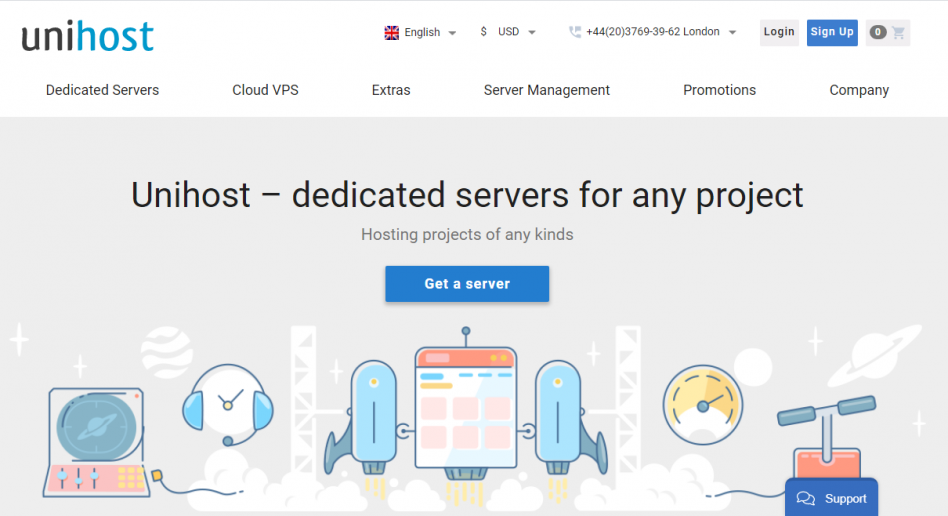 unihost
English
$ USD
+44(20)3769-39-62 London
Login
Sign Up
0
Dedicated Servers
Cloud VPS
Extras
Server Management
Promotions
Company
Unihost – dedicated servers for any project
Hosting projects of any kinds
Get a server
Support